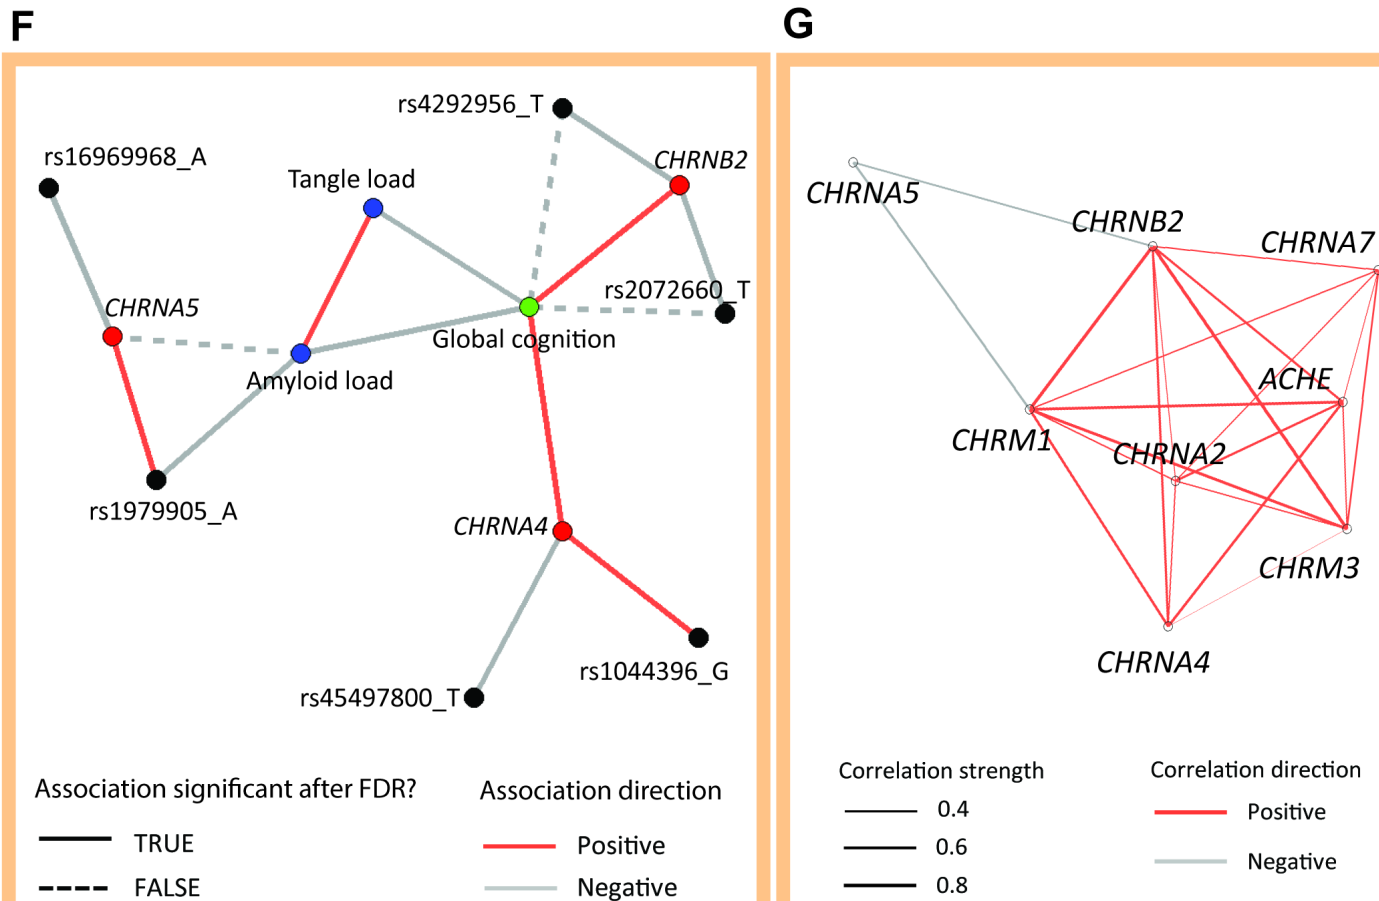 F
G
rs4292956_T
rs16969968_A
CHRNB2
Tangle load
CHRNA5
rs2072660_T
Global cognition
Amyloid load
rs1979905_A
CHRNA4
rs1044396_G
rs45497800_T
Association significant after FDR?
TRUE
FALSE
Association direction
Positive
Negative
CHRNA5
CHRNB2
CHRNA7
ACHE
CHRM1
CHRNA2
CHRM3
CHRNA4
Correlation strength
0.4
0.6
0.8
Correlation direction
Positive
Negative